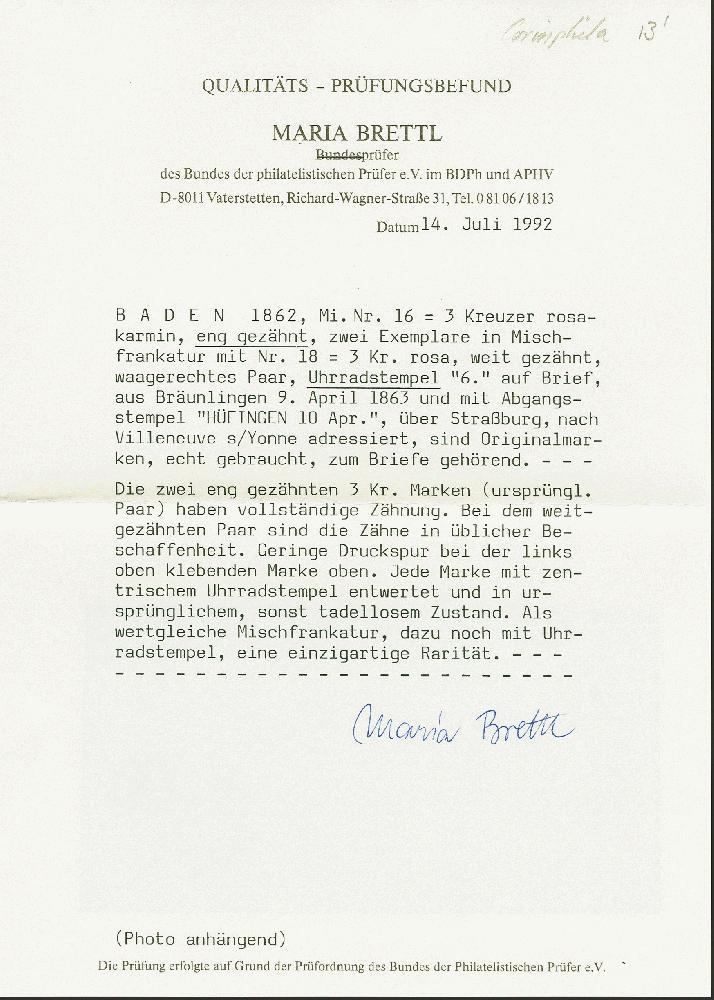 Corinphila 13'
QUALITÄTS – PRÜFUNGSBEFUND
MARIA BRETTL
Bundesprüfer
des Bundes der philatelistischen Prüfer e.V. im BDPh und APHV
D-8011 Vaterstetten, Richard-Wagner-Straße 31, Tel. 0 81 06 / 18 13
Datum 14. Juli 1992
B A D E N 1862, Mi.Nr. 16 = 3 Kreuzer rosa-
karmin, eng gezähnt, zwei Exemplare in Misch-
frankatur mit Nr. 18 = 3 Kr. rosa, weit gezähnt,
waagerechtes Paar, Uhrradstempel "6." auf Brief,
aus Bräunlingen 9. April 1863 und mit Abgangs-
stempel "HÜFINGEN 10 Apr.", über Straßburg, nach
Villeneuve s/Yonne adressiert, sind Originalmar-
ken, echt gebraucht, zum Briefe gehörend. - - -
Die zwei eng gezähnten 3 Kr. Marken (ursprüngl.
Paar) haben vollständige Zähnung. Bei dem weit-
gezähnten Paar sind die Zähne in üblicher Be-
schaffenheit. Geringe Druckspur bei der links
oben klebenden Marke oben. Jede Marke mit zen-
trischem Uhrradstempel entwertet und in ur-
sprünglichem, sonst tadellosem Zustand. Als
wertgleiche Mischfrankatur, dazu noch mit Uhr-
radstempel, eine einzigartige Rarität. - - -
- - - - - - - - - - - - - - - - - - - - - - -
Maria Brettl
(Photo anhängend)
Die Prüfung erfolgte auf Grund der Prüfordnung des Bundes der Philatelistischen Prüfer e.V.